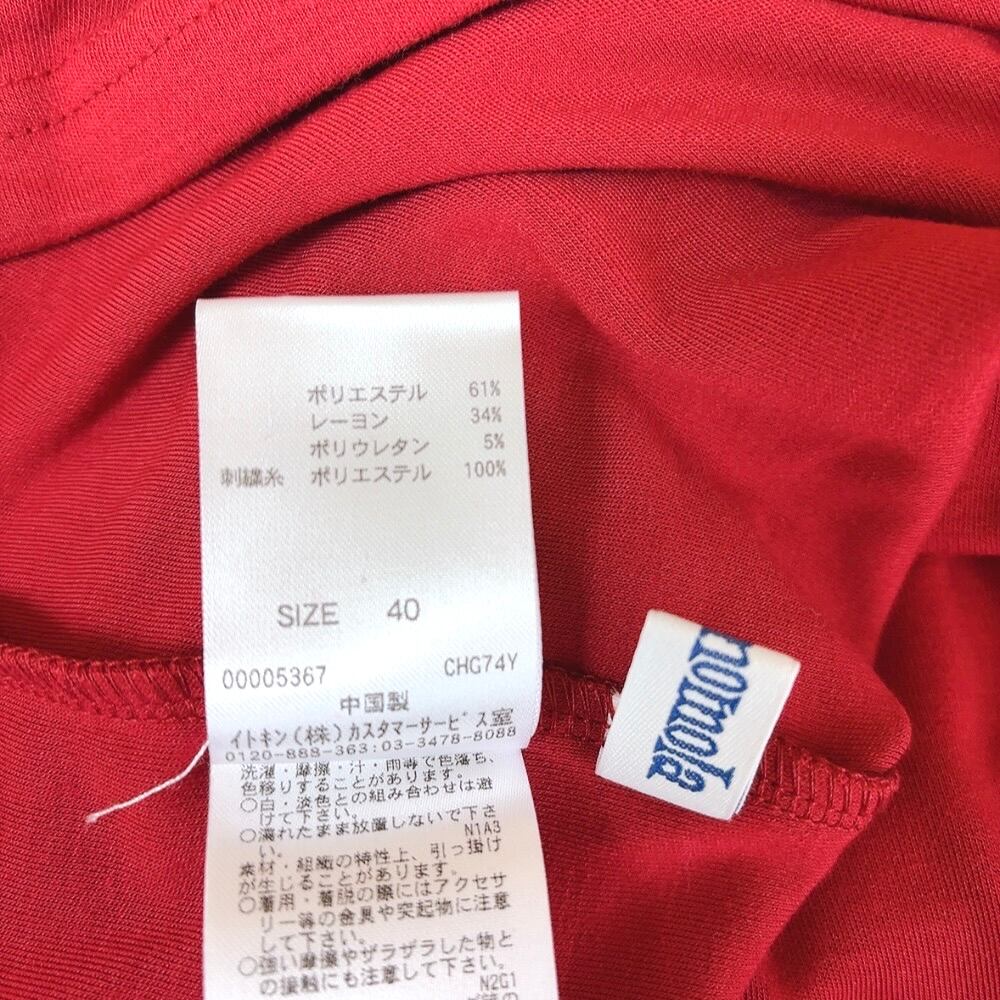 ポリエステル 61%
レーヨン 34%
ポリウレタン 5%
刺繍糸 ポリエステル 100%
SIZE 40
00005367 CHG74Y
中国製
イトキン(株)カスタマーサービス室
0120-888-363:03-3478-8088
洗濯・摩擦・汗・雨等で色落ち、
色移りすることがあります。
○白・淡色との組み合わせは避
けて下さい。
○濡れたまま放置しないで下さ
い。 N1A3
素材・組織の特性上、引っ掛け
が生じることがあります。
○着用・着脱の際にはアクセサ
リー等の金具や突起物に注意
して下さい。
○強い摩擦やザラザラした物と
の接触にも注意して下さい。
N2G1